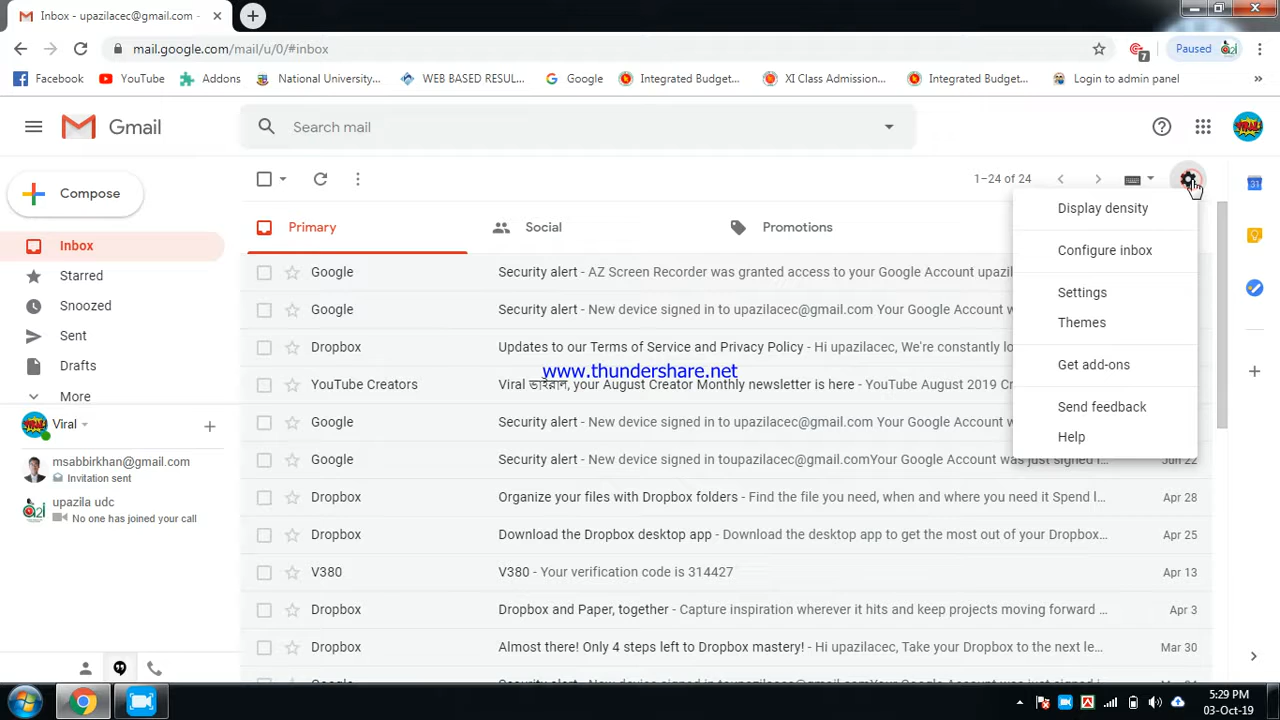 Inbox - upazilacec@gmail.com -
mail.google.com/mail/u/0/#inbox
7
Paused
Facebook
YouTube
Addons
National University...
WEB BASED RESUL...
Google
Integrated Budget...
XI Class Admission...
Integrated Budget...
Login to admin panel
Gmail
Search mail
VIRAL
Compose
1–24 of 24
31
Display density
Configure inbox
Settings
Themes
Get add-ons
Send feedback
Help
Primary
Social
Promotions
Inbox
Starred
Snoozed
Sent
Drafts
More
Google Security alert - AZ Screen Recorder was granted access to your Google Account upazil
Google Security alert - New device signed in to upazilacec@gmail.com Your Google Account w
Dropbox Updates to our Terms of Service and Privacy Policy - Hi upazilacec, We're constantly lo
www.thundershare.net
YouTube Creators Viral ভাইরাল, your August Creator Monthly newsletter is here - YouTube August 2019 Cr
Google Security alert - New device signed in to upazilacec@gmail.com Your Google Account w
Google Security alert - New device signed in toupazilacec@gmail.comYour Google Account was just signed i... Jun 22
Dropbox Organize your files with Dropbox folders - Find the file you need, when and where you need it Spend l... Apr 28
Dropbox Download the Dropbox desktop app - Download the desktop app to get the most out of your Dropbox... Apr 25
V380 V380 - Your verification code is 314427 Apr 13
Dropbox Dropbox and Paper, together - Capture inspiration wherever it hits and keep projects moving forward ... Apr 3
Dropbox Almost there! Only 4 steps left to Dropbox mastery! - Hi upazilacec, Take your Dropbox to the next le... Mar 30
Viral
msabbirkhan@gmail.com
Invitation sent
upazila udc
No one has joined your call
5:29 PM
03-Oct-19